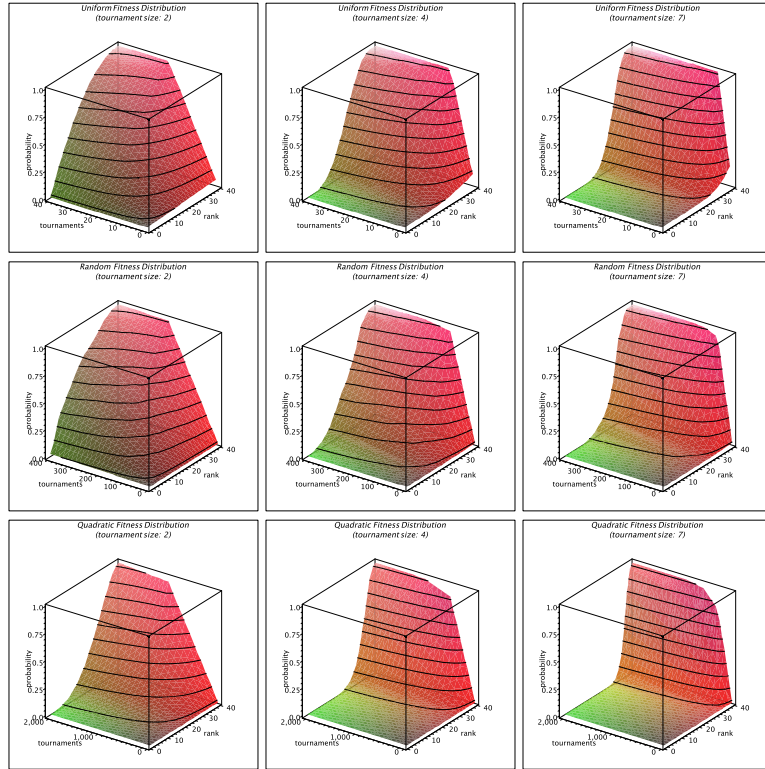 Uniform Fitness Distribution
(tournament size: 2)
1.0
0.75
0.5
0.25
0.0
probability
40
30
20
10
0
tournaments
0
10
20
30
40
rank
Uniform Fitness Distribution
(tournament size: 4)
1.0
0.75
0.5
0.25
0.0
probability
40
30
20
10
0
tournaments
0
10
20
30
40
rank
Uniform Fitness Distribution
(tournament size: 7)
1.0
0.75
0.5
0.25
0.0
probability
40
30
20
10
0
tournaments
0
10
20
30
40
rank
Random Fitness Distribution
(tournament size: 2)
1.0
0.75
0.5
0.25
0.0
probability
400
300
200
100
0
tournaments
0
10
20
30
40
rank
Random Fitness Distribution
(tournament size: 4)
1.0
0.75
0.5
0.25
0.0
probability
400
300
200
100
0
tournaments
0
10
20
30
40
rank
Random Fitness Distribution
(tournament size: 7)
1.0
0.75
0.5
0.25
0.0
probability
400
300
200
100
0
tournaments
0
10
20
30
40
rank
Quadratic Fitness Distribution
(tournament size: 2)
1.0
0.75
0.5
0.25
0.0
probability
2,000
1,000
0
tournaments
0
10
20
30
40
rank
Quadratic Fitness Distribution
(tournament size: 4)
1.0
0.75
0.5
0.25
0.0
probability
2,000
1,000
0
tournaments
0
10
20
30
40
rank
Quadratic Fitness Distribution
(tournament size: 7)
1.0
0.75
0.5
0.25
0.0
probability
2,000
1,000
0
tournaments
0
10
20
30
40
rank